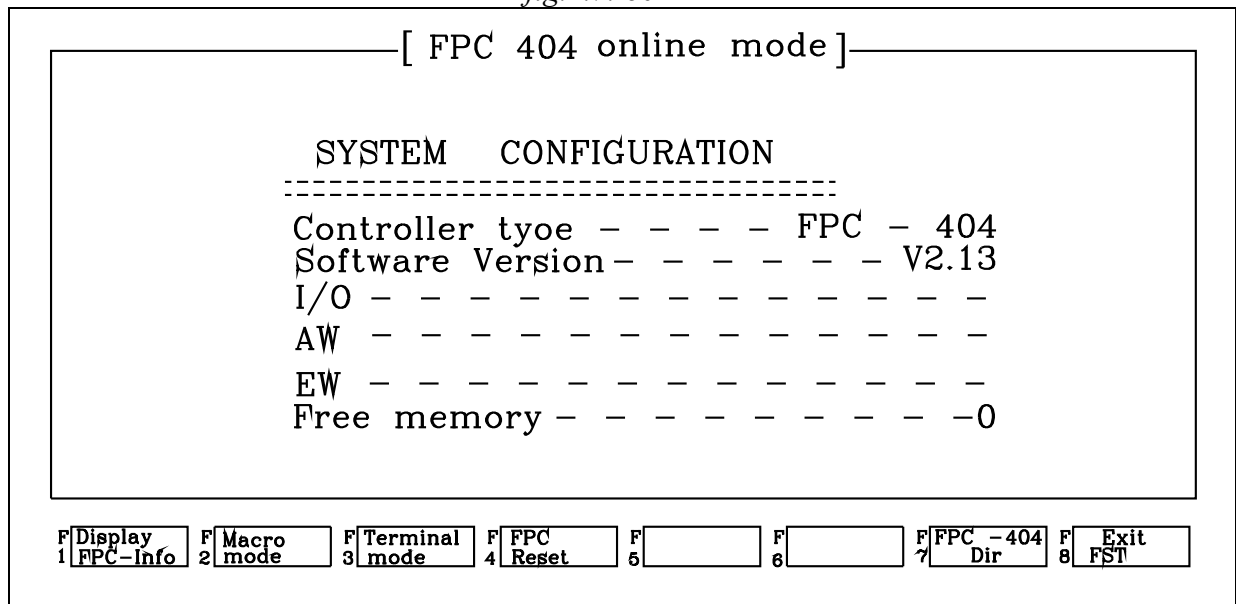 [ FPC 404 online mode ]
SYSTEM CONFIGURATION
Controller tyoe - - - - FPC - 404
Software Version - - - - - - V2.13
I/O - - - - - - - - - - - - -
AW - - - - - - - - - - - - -
EW - - - - - - - - - - - - -
Free memory - - - - - - - - -0
F1 Display FPC-Info F2 Macro mode F3 Terminal mode F4 FPC Reset F5 F6 F7 FPC -404 Dir F8 Exit FST